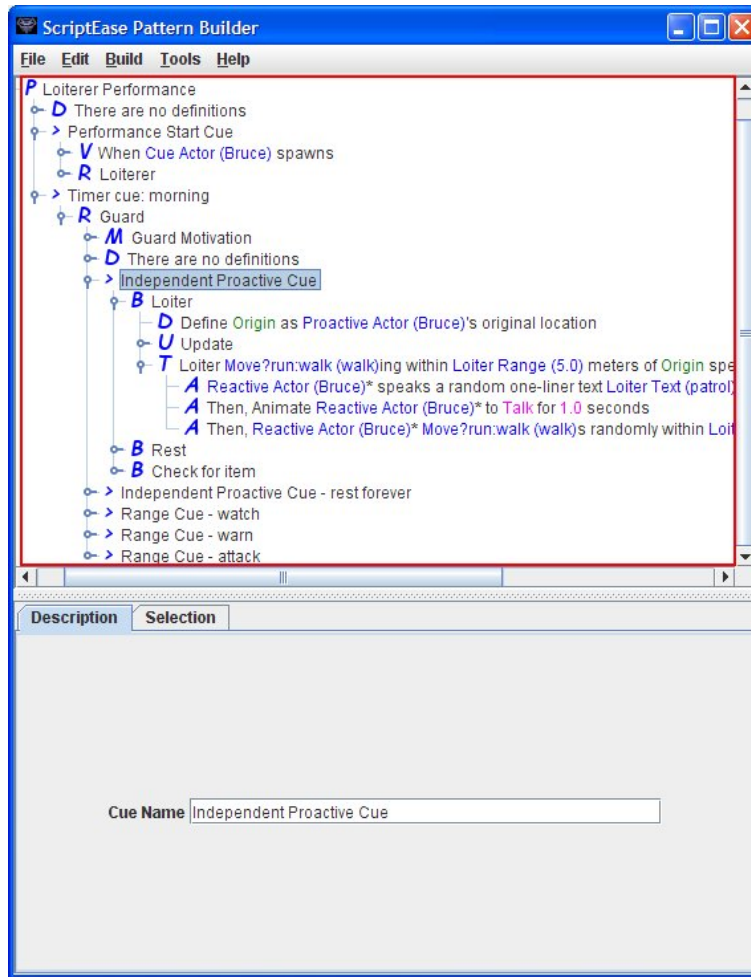 ScriptEase Pattern Builder
File Edit Build Tools Help
P Loiterer Performance
D There are no definitions
> Performance Start Cue
V When Cue Actor (Bruce) spawns
R Loiterer
> Timer cue: morning
R Guard
M Guard Motivation
D There are no definitions
> Independent Proactive Cue
B Loiter
D Define Origin as Proactive Actor (Bruce)'s original location
U Update
T Loiter Move?run:walk (walk)ing within Loiter Range (5.0) meters of Origin spe
A Reactive Actor (Bruce)* speaks a random one-liner text Loiter Text (patrol)
A Then, Animate Reactive Actor (Bruce)* to Talk for 1.0 seconds
A Then, Reactive Actor (Bruce)* Move?run:walk (walk)s randomly within Loit
B Rest
B Check for item
> Independent Proactive Cue - rest forever
> Range Cue - watch
> Range Cue - warn
> Range Cue - attack
Description Selection
Cue Name Independent Proactive Cue